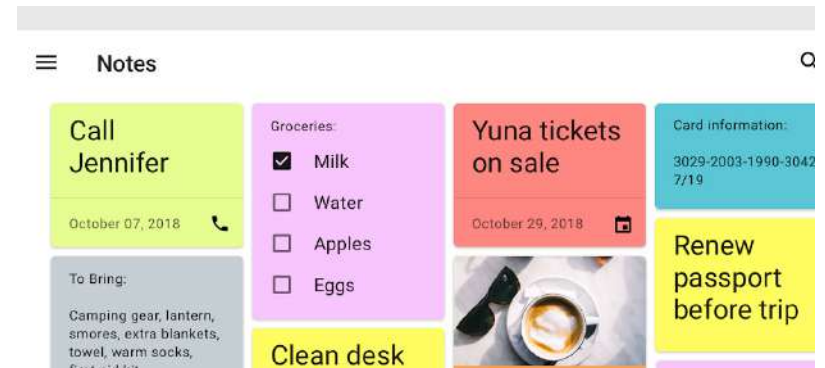 Notes
Call
Jennifer
October 07, 2018
To Bring:
Camping gear, lantern,
smores, extra blankets,
towel, warm socks,
Groceries:
Milk
Water
Apples
Eggs
Clean desk
Yuna tickets
on sale
October 29, 2018
Card information:
3029-2003-1990-3042
7/19
Renew
passport
before trip